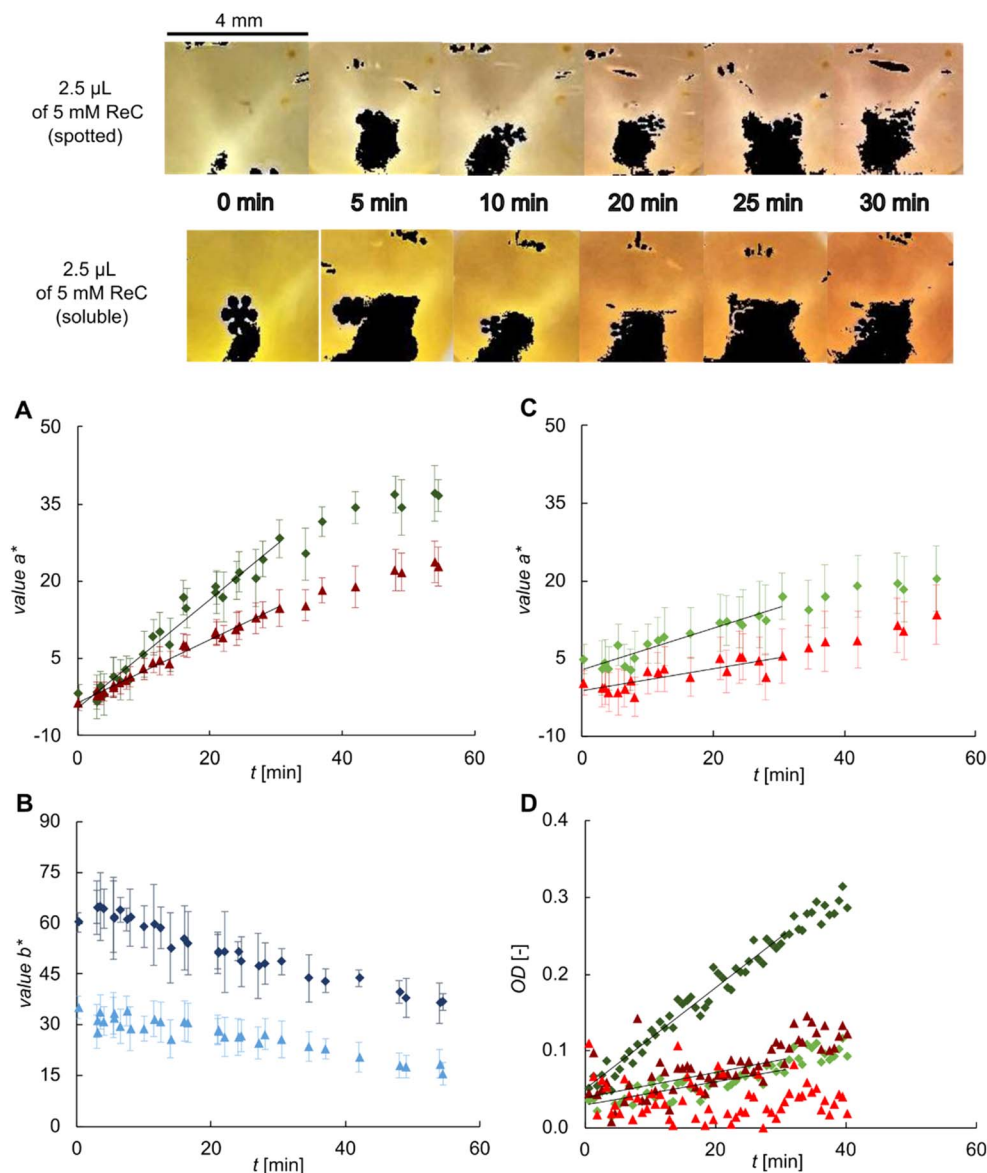 4 mm
2.5 µL
of 5 mM ReC
(spotted)
0 min 5 min 10 min 20 min 25 min 30 min
2.5 µL
of 5 mM ReC
(soluble)
A
50
35
20
5
-10
value a*
0 20 40 60
t [min]
C
50
35
20
5
-10
value a*
0 20 40 60
t [min]
B
90
75
60
45
30
15
0
value b*
0 20 40 60
t [min]
D
0.4
0.3
0.2
0.1
0.0
OD [-]
0 20 40 60
t [min]